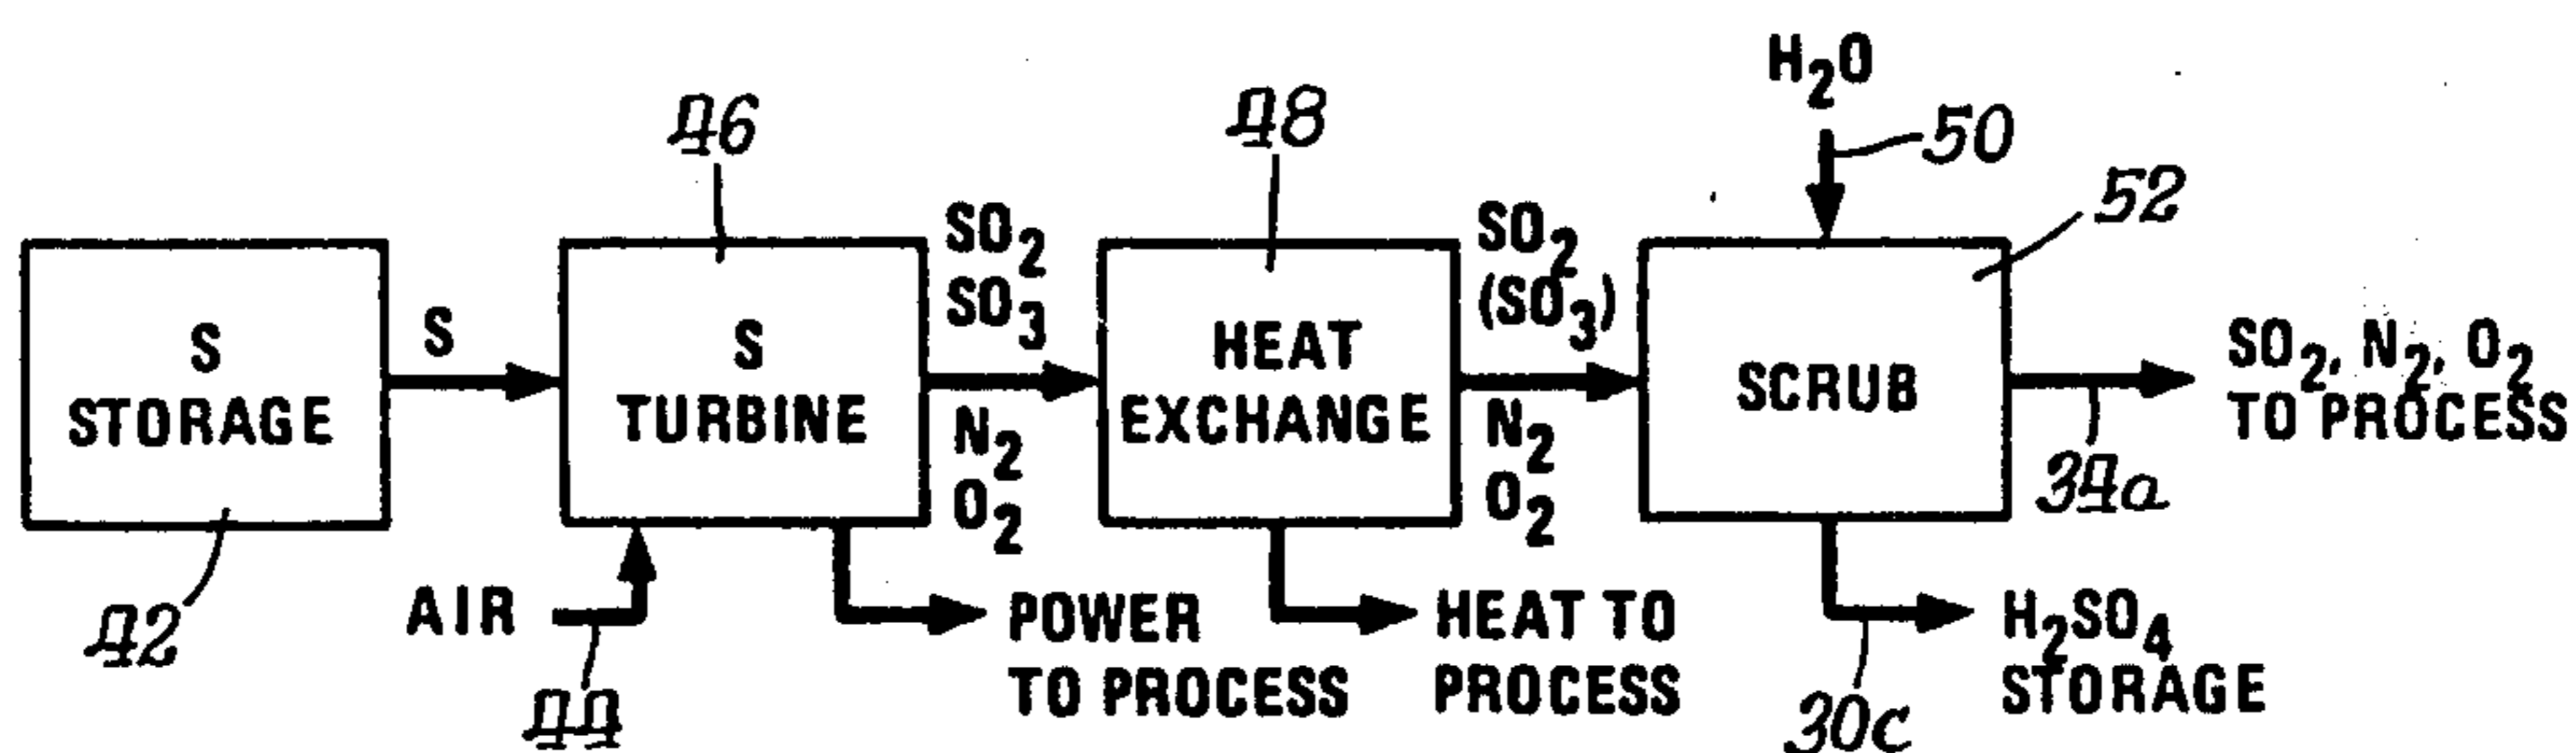 H₂O
46
48
50
52
SO₂
SO₃
SO₂
(SO₃)
S
STORAGE
S
S
TURBINE
HEAT
EXCHANGE
SCRUB
SO₂, N₂, O₂
TO PROCESS
N₂
O₂
N₂
O₂
34a
42
AIR
44
POWER
TO PROCESS
HEAT TO
PROCESS
H₂SO₄
STORAGE
30c